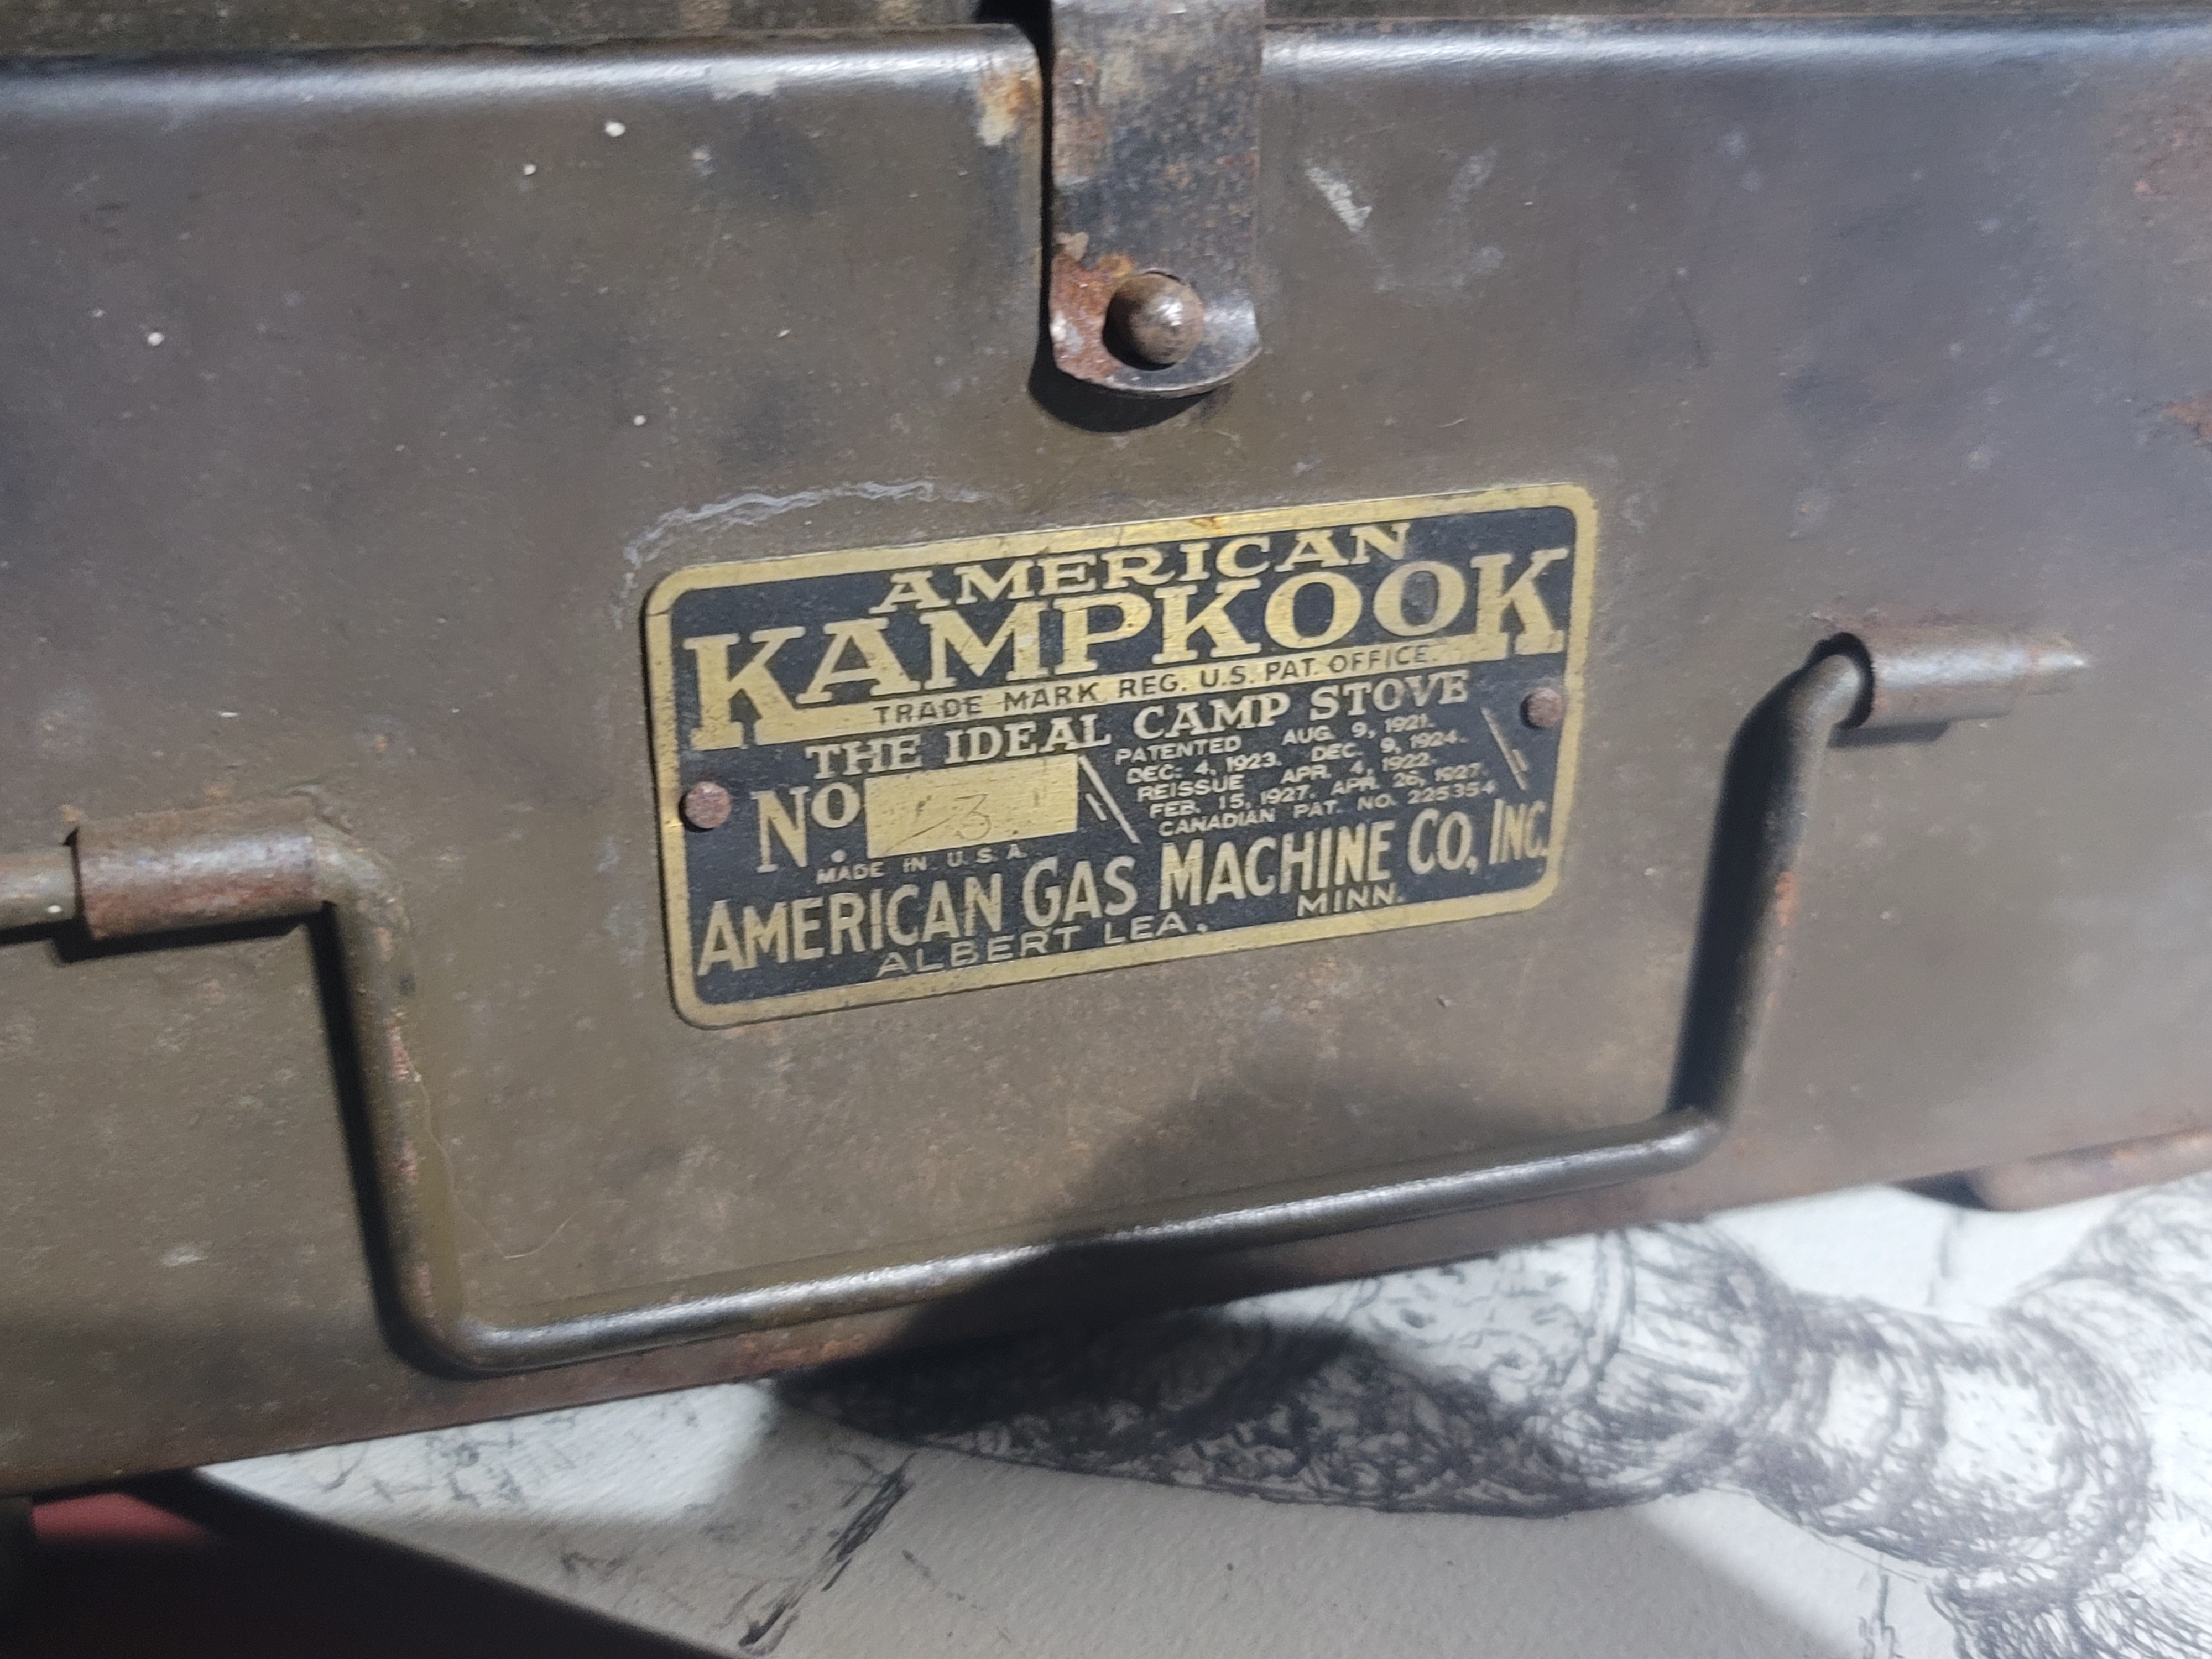 AMERICAN
KAMPKOOK
TRADE MARK REG. U.S. PAT. OFFICE.
THE IDEAL CAMP STOVE
No. 3
MADE IN U.S.A.
PATENTED AUG. 9, 1921.
DEC. 4, 1923. DEC. 9, 1924.
REISSUE APR. 4, 1922.
FEB. 15, 1927. APR. 26, 1927.
CANADIAN PAT. NO. 225354
AMERICAN GAS MACHINE CO., INC.
ALBERT LEA, MINN.